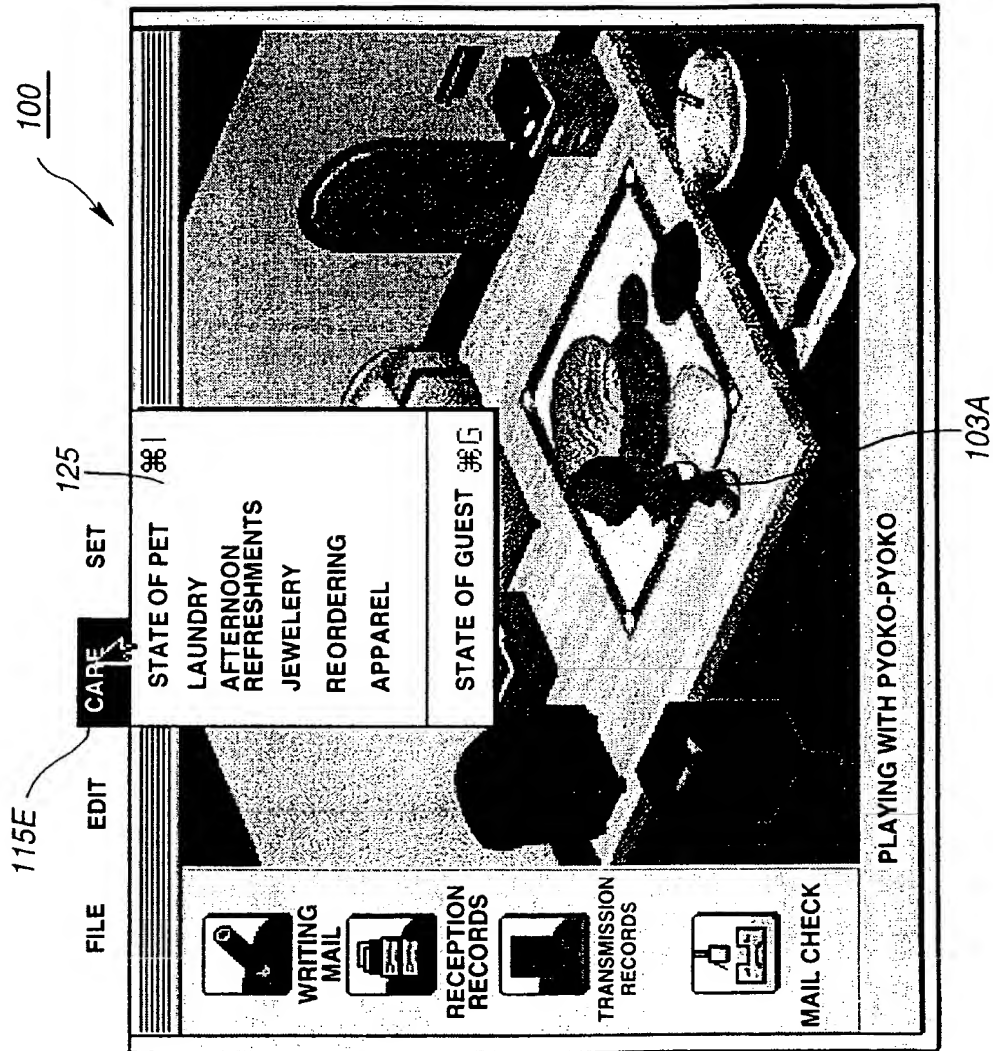 100
115E
125
FILE EDIT CARE SET
STATE OF PET ⌘I
LAUNDRY
AFTERNOON
REFRESHMENTS
JEWELERY
REORDERING
APPAREL
STATE OF GUEST ⌘G
WRITING
MAIL
RECEPTION
RECORDS
TRANSMISSION
RECORDS
MAIL CHECK
PLAYING WITH PYOKO-PYOKO
103A